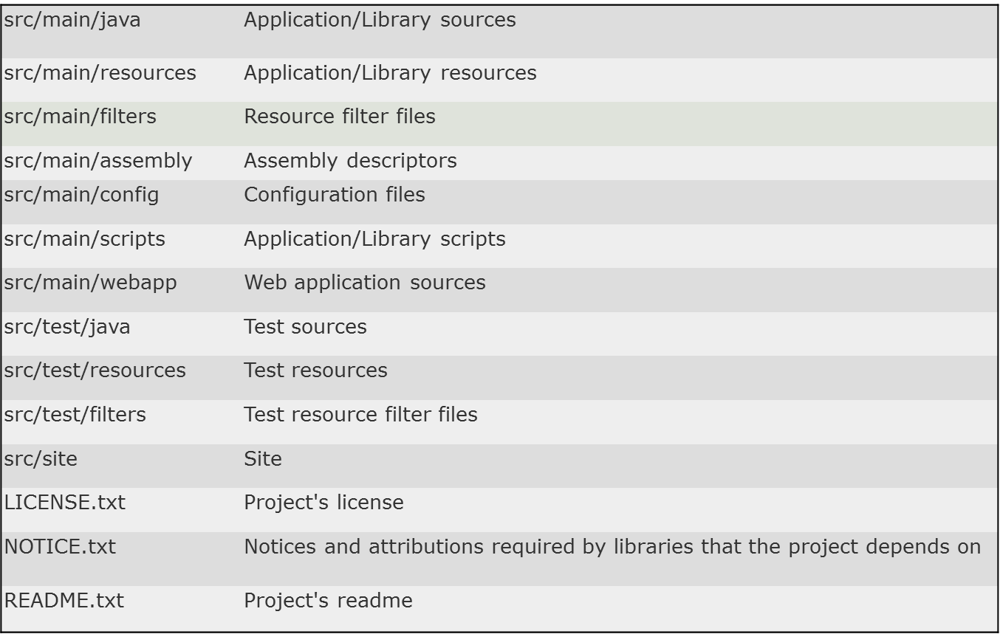 src/main/java Application/Library sources
src/main/resources Application/Library resources
src/main/filters Resource filter files
src/main/assembly Assembly descriptors
src/main/config Configuration files
src/main/scripts Application/Library scripts
src/main/webapp Web application sources
src/test/java Test sources
src/test/resources Test resources
src/test/filters Test resource filter files
src/site Site
LICENSE.txt Project's license
NOTICE.txt Notices and attributions required by libraries that the project depends on
README.txt Project's readme